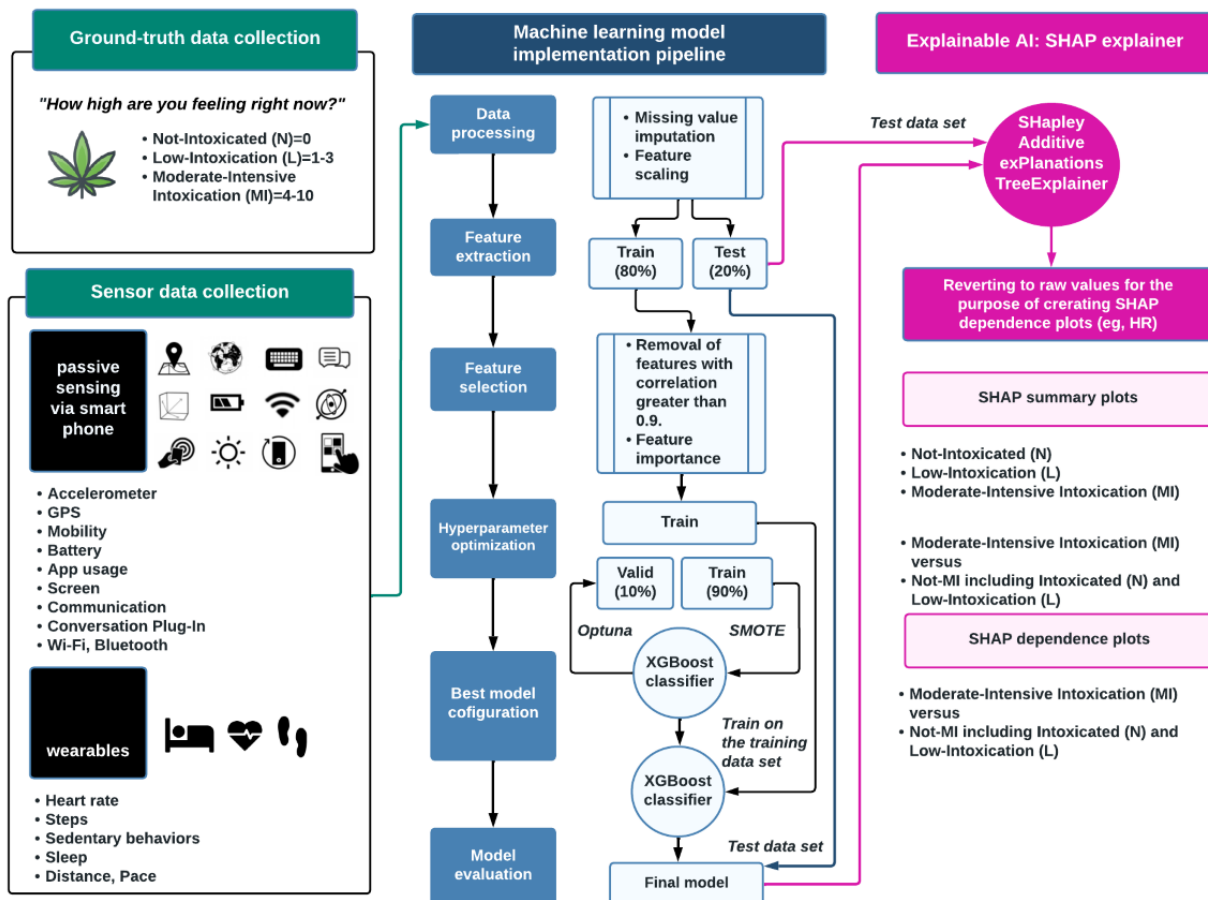 Ground-truth data collection
"How high are you feeling right now?"
• Not-Intoxicated (N)=0
• Low-Intoxication (L)=1-3
• Moderate-Intensive
Intoxication (MI)=4-10
Sensor data collection
passive
sensing
via smart
phone
• Accelerometer
• GPS
• Mobility
• Battery
• App usage
• Screen
• Communication
• Conversation Plug-In
• Wi-Fi, Bluetooth
wearables
• Heart rate
• Steps
• Sedentary behaviors
• Sleep
• Distance, Pace
Machine learning model
implementation pipeline
Data
processing
Feature
extraction
Feature
selection
Hyperparameter
optimization
Best model
cofiguration
Model
evaluation
• Missing value
imputation
• Feature
scaling
Train
(80%)
Test
(20%)
• Removal of
features with
correlation
greater than
0.9.
• Feature
importance
Train
Valid
(10%)
Train
(90%)
Optuna
SMOTE
XGBoost
classifier
Train on
the training
data set
XGBoost
classifier
Test data set
Final model
Explainable AI: SHAP explainer
Test data set
SHapley
Additive
exPlanations
TreeExplainer
Reverting to raw values for the
purpose of crerating SHAP
dependence plots (eg, HR)
SHAP summary plots
• Not-Intoxicated (N)
• Low-Intoxication (L)
• Moderate-Intensive Intoxication (MI)
• Moderate-Intensive Intoxication (MI)
versus
• Not-MI including Intoxicated (N) and
Low-Intoxication (L)
SHAP dependence plots
• Moderate-Intensive Intoxication (MI)
versus
• Not-MI including Intoxicated (N) and
Low-Intoxication (L)